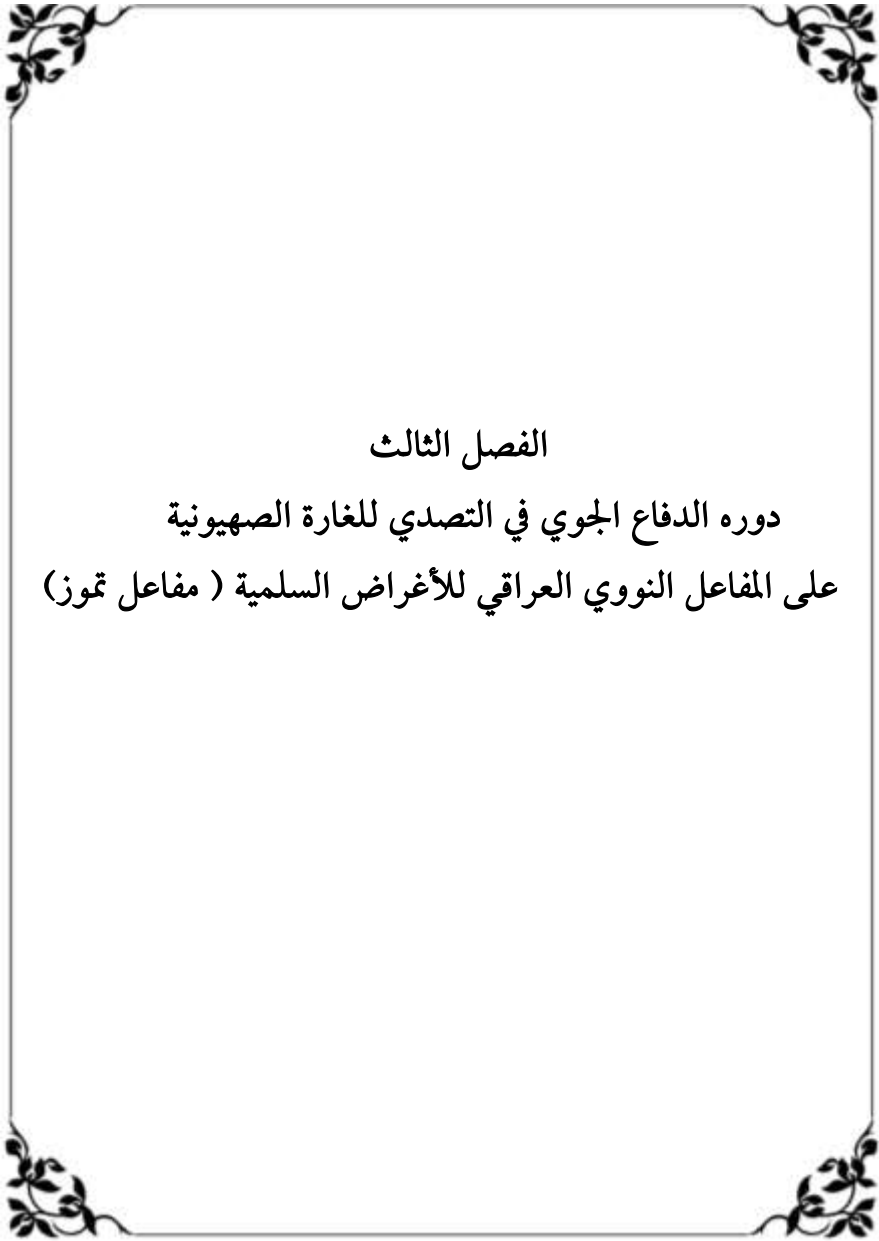 الفصل الثالث
دوره الدفاع الجوي في التصدي للغارة الصهيونية
على المفاعل النووي العراقي للأغراض السلمية ( مفاعل تموز)